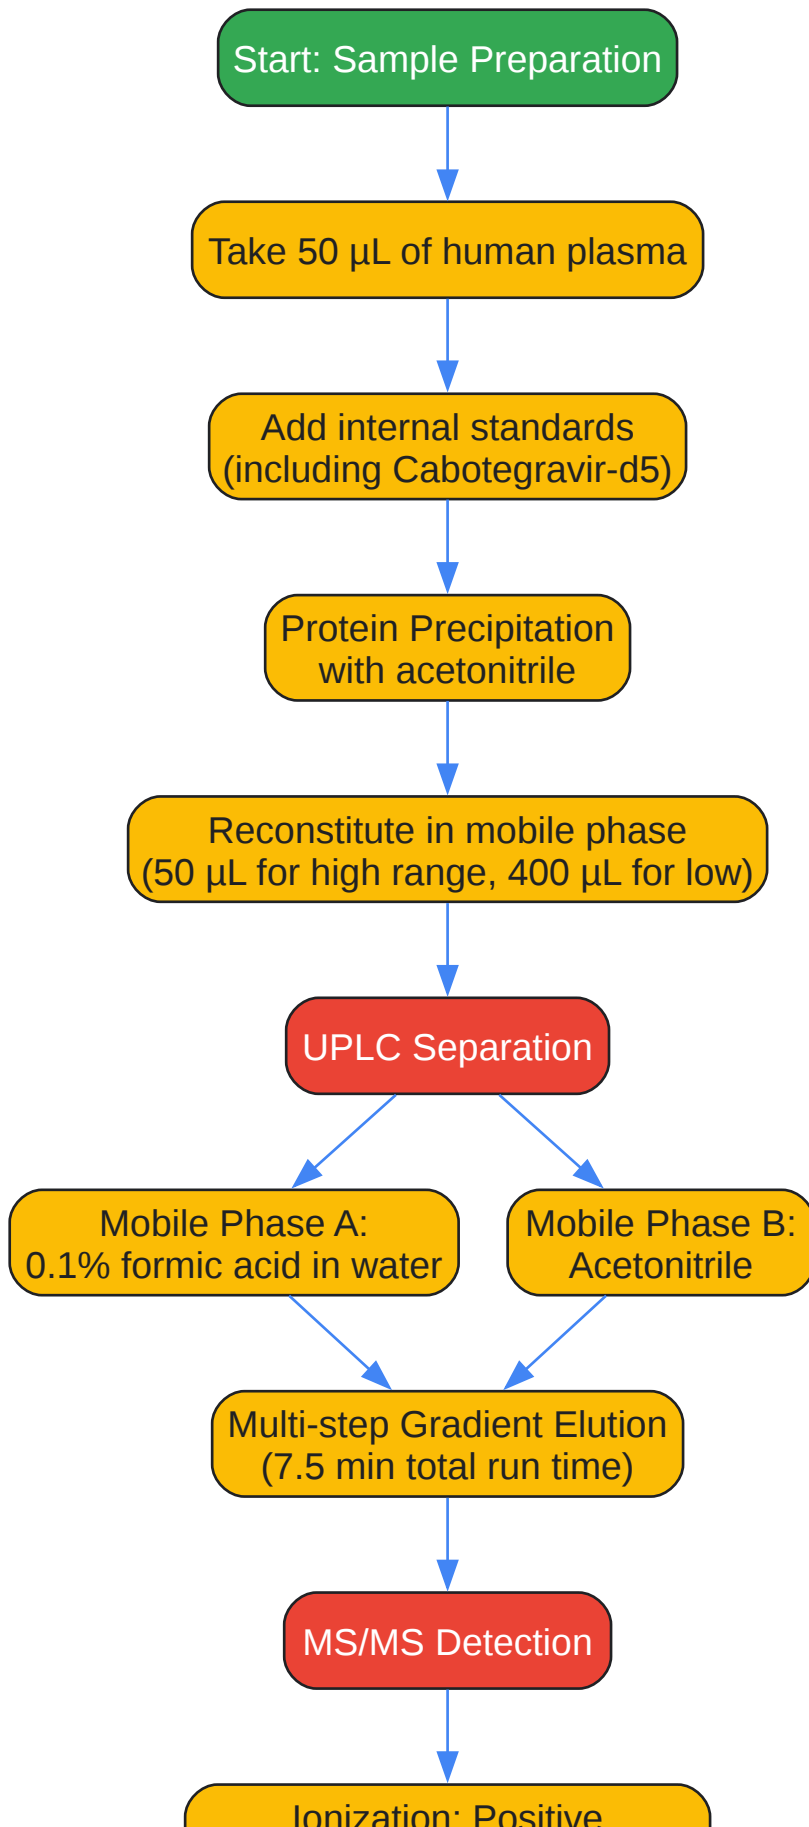 Start: Sample Preparation
Take 50 µL of human plasma
Add internal standards
(including Cabotegravir-d5)
Protein Precipitation
with acetonitrile
Reconstitute in mobile phase
(50 µL for high range, 400 µL for low)
UPLC Separation
Mobile Phase A:
0.1% formic acid in water
Mobile Phase B:
Acetonitrile
Multi-step Gradient Elution
(7.5 min total run time)
MS/MS Detection
Ionization: Positive